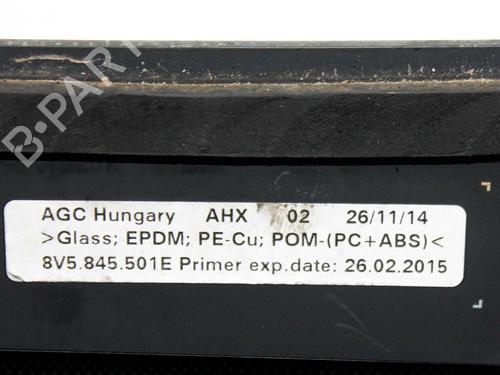 B-PARTS
AGC Hungary AHX 02 26/11/14
>Glass; EPDM; PE-Cu; POM-(PC+ABS)<
8V5.845.501E Primer exp.date: 26.02.2015